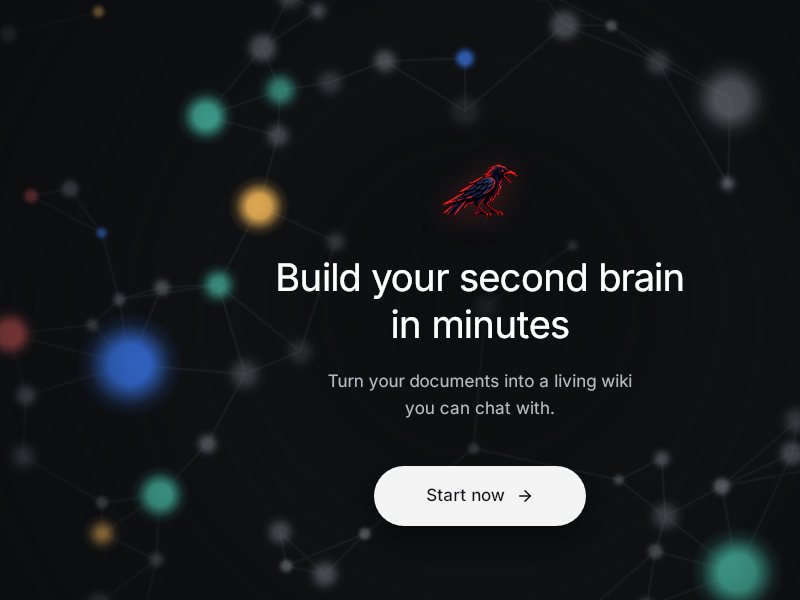 Build your second brain
in minutes
Turn your documents into a living wiki
you can chat with.
Start now →